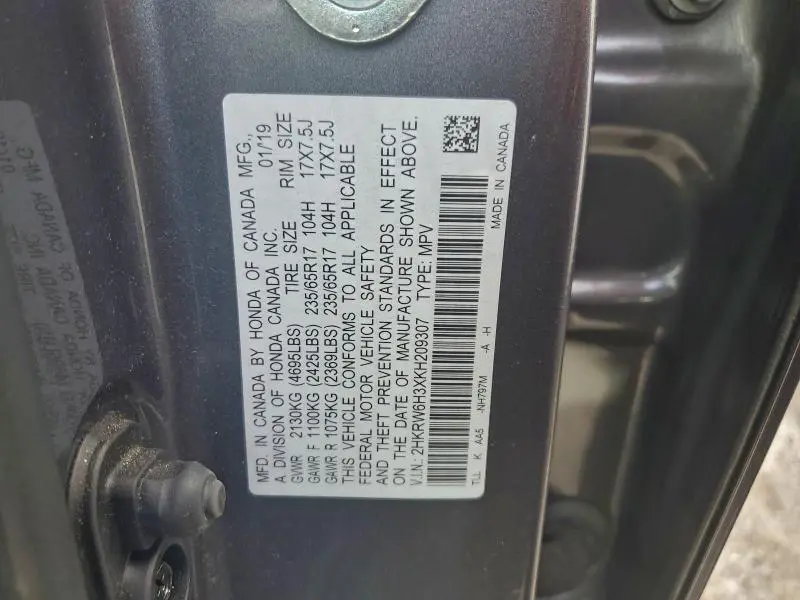 MFD. IN CANADA BY HONDA OF CANADA MFG.,
A DIVISION OF HONDA CANADA INC. 01/19
GVWR 2130KG (4695LBS) TIRE SIZE RIM SIZE
GAWR F 1100KG (2425LBS) 235/65R17 104H 17X7.5J
GAWR R 1075KG (2369LBS) 235/65R17 104H 17X7.5J
THIS VEHICLE CONFORMS TO ALL APPLICABLE
FEDERAL MOTOR VEHICLE SAFETY
AND THEFT PREVENTION STANDARDS IN EFFECT
ON THE DATE OF MANUFACTURE SHOWN ABOVE.
V.I.N.: 2HKRW6H3XKH209307 TYPE: MPV
TLL K AA5 -NH797M -A -H
MADE IN CANADA